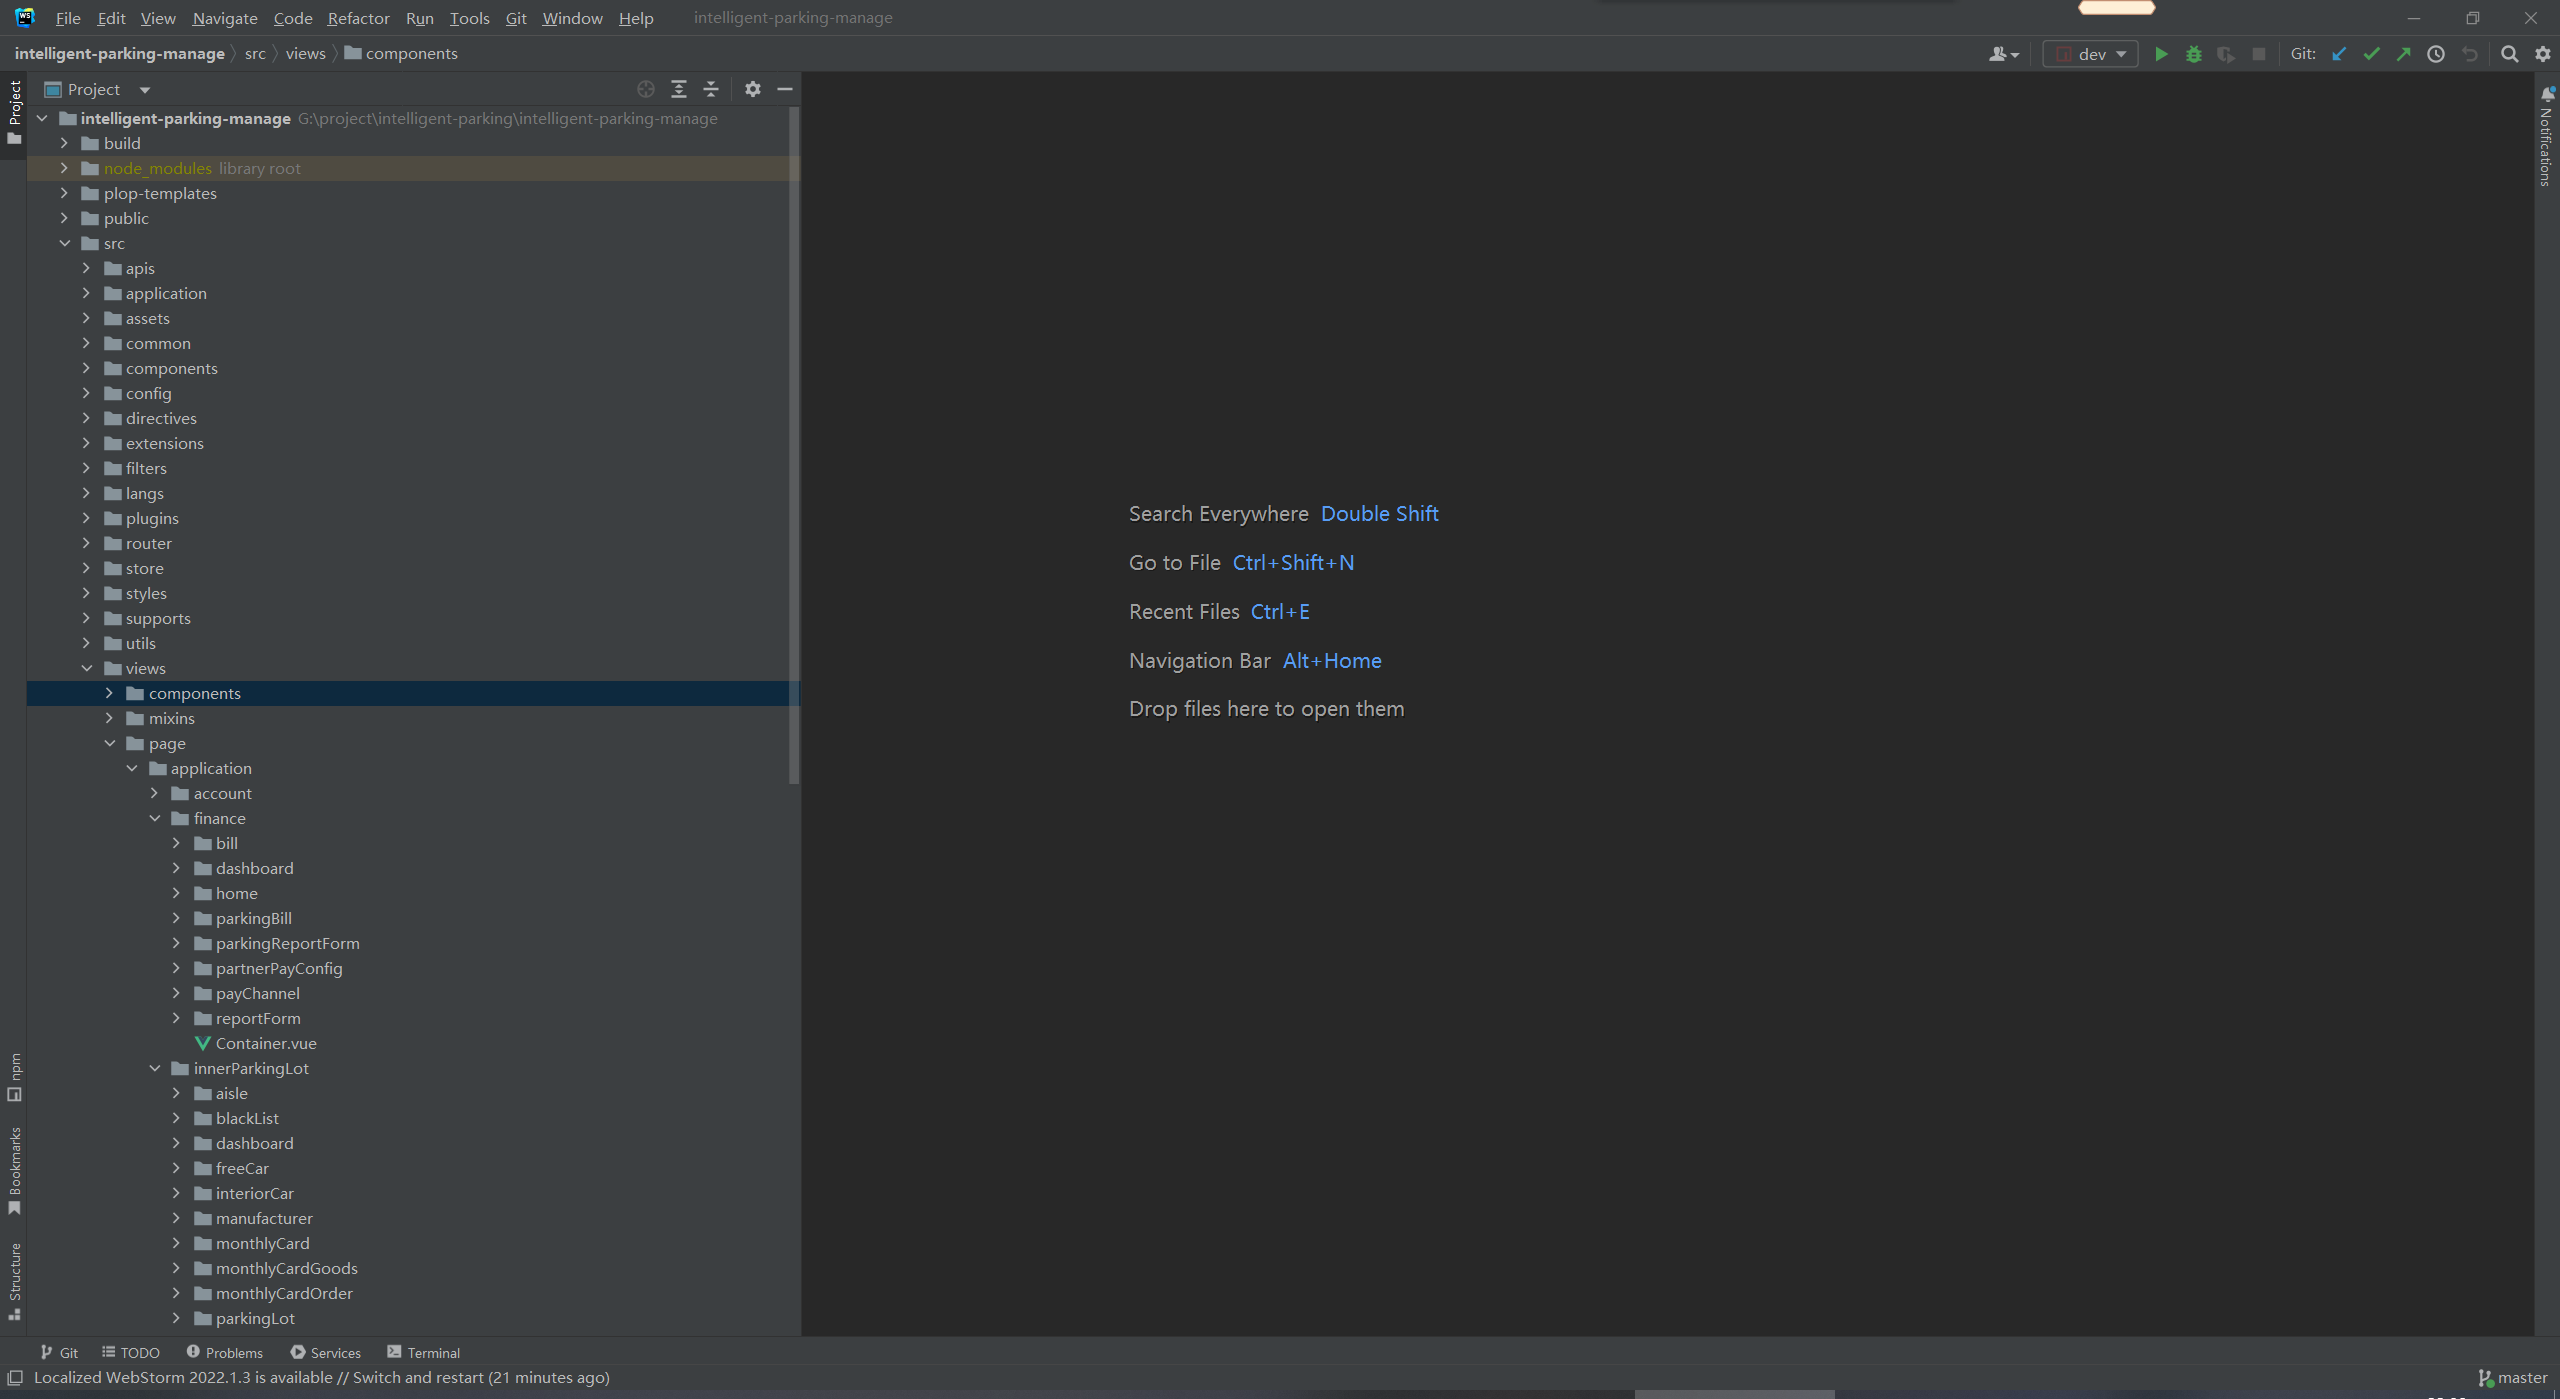 File Edit View Navigate Code Refactor Run Tools Git Window Help intelligent-parking-manage
intelligent-parking-manage src views components
dev
Git:
Project
Project
intelligent-parking-manage G:\project\intelligent-parking\intelligent-parking-manage
build
node_modules library root
plop-templates
public
src
apis
application
assets
common
components
config
directives
extensions
filters
langs
plugins
router
store
styles
supports
utils
views
components
mixins
page
application
account
finance
bill
dashboard
home
parkingBill
parkingReportForm
partnerPayConfig
payChannel
reportForm
Container.vue
innerParkingLot
aisle
blackList
dashboard
freeCar
interiorCar
manufacturer
monthlyCard
monthlyCardGoods
monthlyCardOrder
parkingLot
npm
Bookmarks
Structure
Search Everywhere Double Shift
Go to File Ctrl+Shift+N
Recent Files Ctrl+E
Navigation Bar Alt+Home
Drop files here to open them
Notifications
Git TODO Problems Services Terminal
Localized WebStorm 2022.1.3 is available // Switch and restart (21 minutes ago)
master